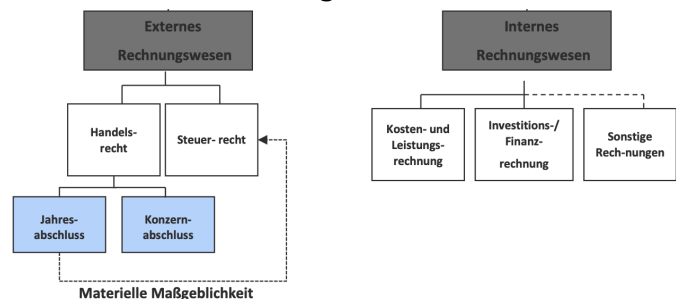 Externes
Rechnungswesen
Internes
Rechnungswesen
Handels-
recht
Steuer- recht
Kosten- und
Leistungs-
rechnung
Investitions-/
Finanz-
rechnung
Sonstige
Rech-nungen
Jahres-
abschluss
Konzern-
abschluss
Materielle Maßgeblichkeit